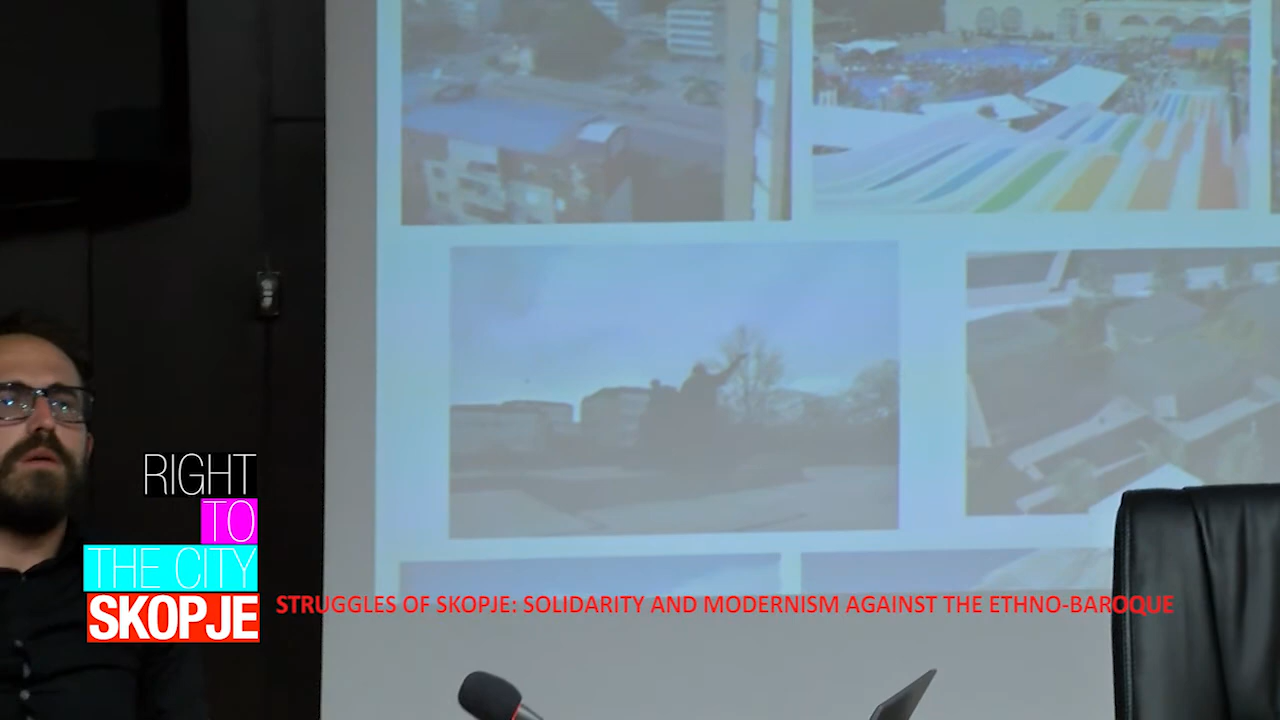 RIGHT
TO
THE CITY
SKOPJE
STRUGGLES OF SKOPJE: SOLIDARITY AND MODERNISM AGAINST THE ETHNO-BAROQUE